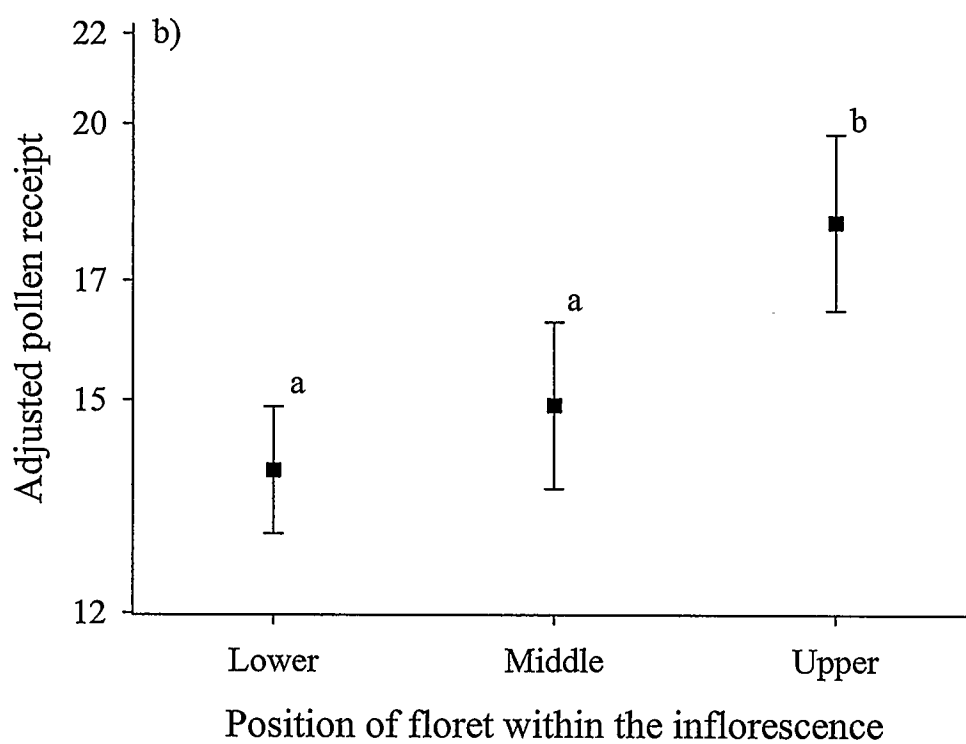 b)
22
20
17
15
12
Adjusted pollen receipt
a
a
b
Lower Middle Upper
Position of floret within the inflorescence